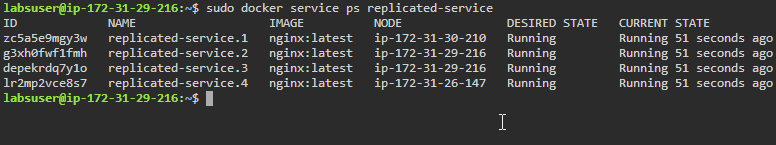 labsuser@ip-172-31-29-216:~$ sudo docker service ps replicated-service
ID NAME IMAGE NODE DESIRED STATE CURRENT STATE
zc5a5e9mgy3w replicated-service.1 nginx:latest ip-172-31-30-210 Running Running 51 seconds ago
g3xh0fwf1fmh replicated-service.2 nginx:latest ip-172-31-29-216 Running Running 51 seconds ago
depekrdq7y1o replicated-service.3 nginx:latest ip-172-31-29-216 Running Running 51 seconds ago
lr2mp2vce8s7 replicated-service.4 nginx:latest ip-172-31-26-147 Running Running 51 seconds ago
labsuser@ip-172-31-29-216:~$